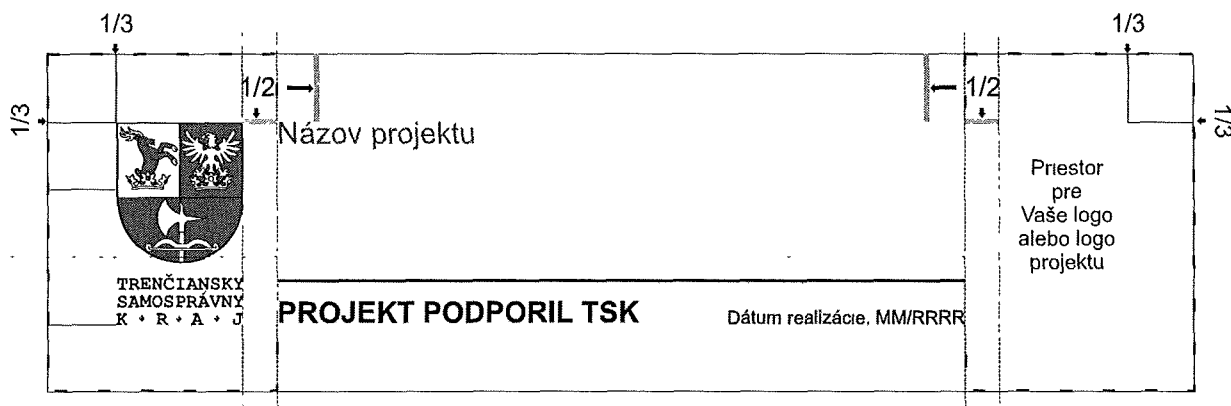 1/3
1/3
1/2
1/2
1/3
1/3
Názov projektu
Priestor
pre
Vaše logo
alebo logo
projektu
TRENČIANSKY
SAMOSPRÁVNY
K • R • A • J
PROJEKT PODPORIL TSK
Dátum realizácie, MM/RRRR